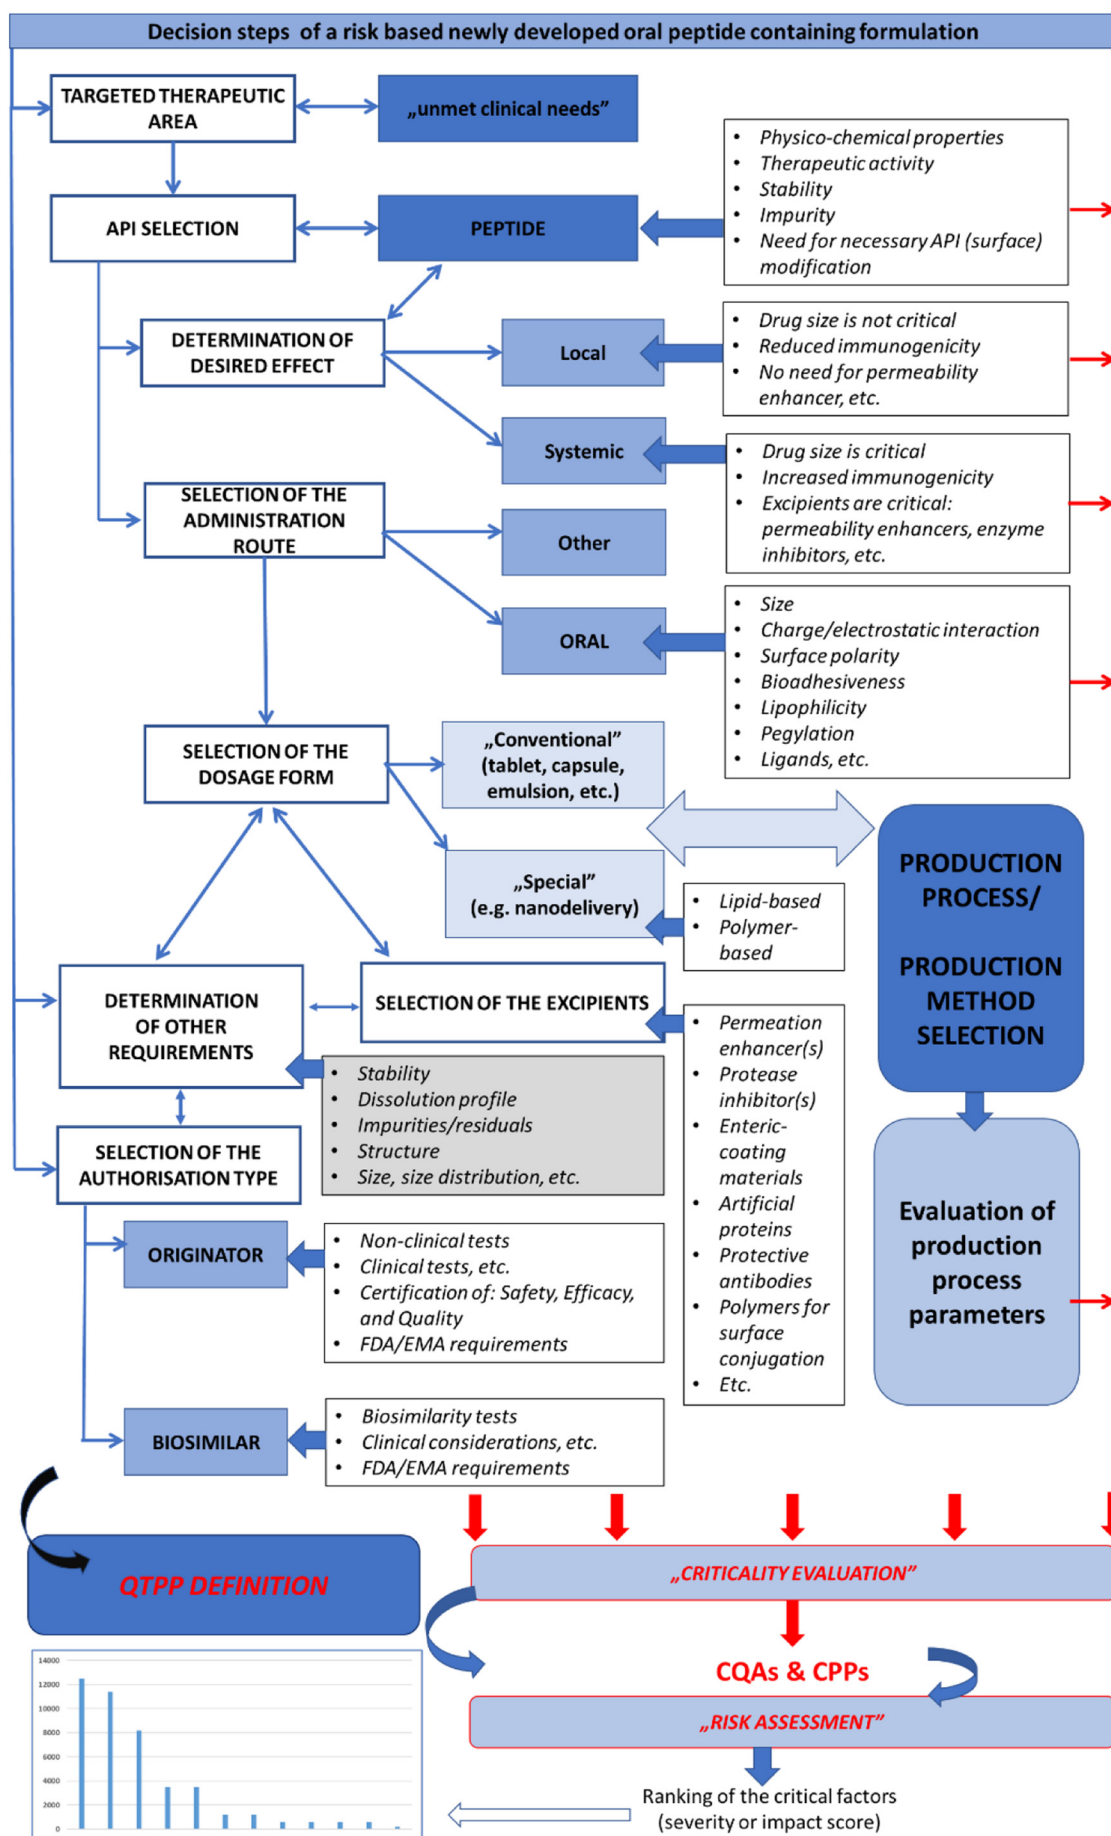 Decision steps of a risk based newly developed oral peptide containing formulation
TARGETED THERAPEUTIC
AREA
„unmet clinical needs”
• Physico-chemical properties
• Therapeutic activity
• Stability
• Impurity
• Need for necessary API (surface)
modification
API SELECTION
PEPTIDE
DETERMINATION OF
DESIRED EFFECT
Local
• Drug size is not critical
• Reduced immunogenicity
• No need for permeability
enhancer, etc.
Systemic
• Drug size is critical
• Increased immunogenicity
• Excipients are critical:
permeability enhancers, enzyme
inhibitors, etc.
SELECTION OF THE
ADMINISTRATION
ROUTE
Other
ORAL
• Size
• Charge/electrostatic interaction
• Surface polarity
• Bioadhesiveness
• Lipophilicity
• Pegylation
• Ligands, etc.
SELECTION OF THE
DOSAGE FORM
„Conventional”
(tablet, capsule,
emulsion, etc.)
„Special”
(e.g. nanodelivery)
• Lipid-based
• Polymer-
based
PRODUCTION
PROCESS/
PRODUCTION
METHOD
SELECTION
DETERMINATION
OF OTHER
REQUIREMENTS
SELECTION OF THE EXCIPIENTS
• Permeation
enhancer(s)
• Protease
inhibitor(s)
• Enteric-
coating
materials
• Artificial
proteins
• Protective
antibodies
• Polymers for
surface
conjugation
• Etc.
• Stability
• Dissolution profile
• Impurities/residuals
• Structure
• Size, size distribution, etc.
SELECTION OF THE
AUTHORISATION TYPE
Evaluation of
production
process
parameters
ORIGINATOR
• Non-clinical tests
• Clinical tests, etc.
• Certification of: Safety, Efficacy,
and Quality
• FDA/EMA requirements
BIOSIMILAR
• Biosimilarity tests
• Clinical considerations, etc.
• FDA/EMA requirements
QTPP DEFINITION
„CRITICALITY EVALUATION”
CQAs & CPPs
„RISK ASSESSMENT”
Ranking of the critical factors
(severity or impact score)
14000
12000
10000
8000
6000
4000
2000
0